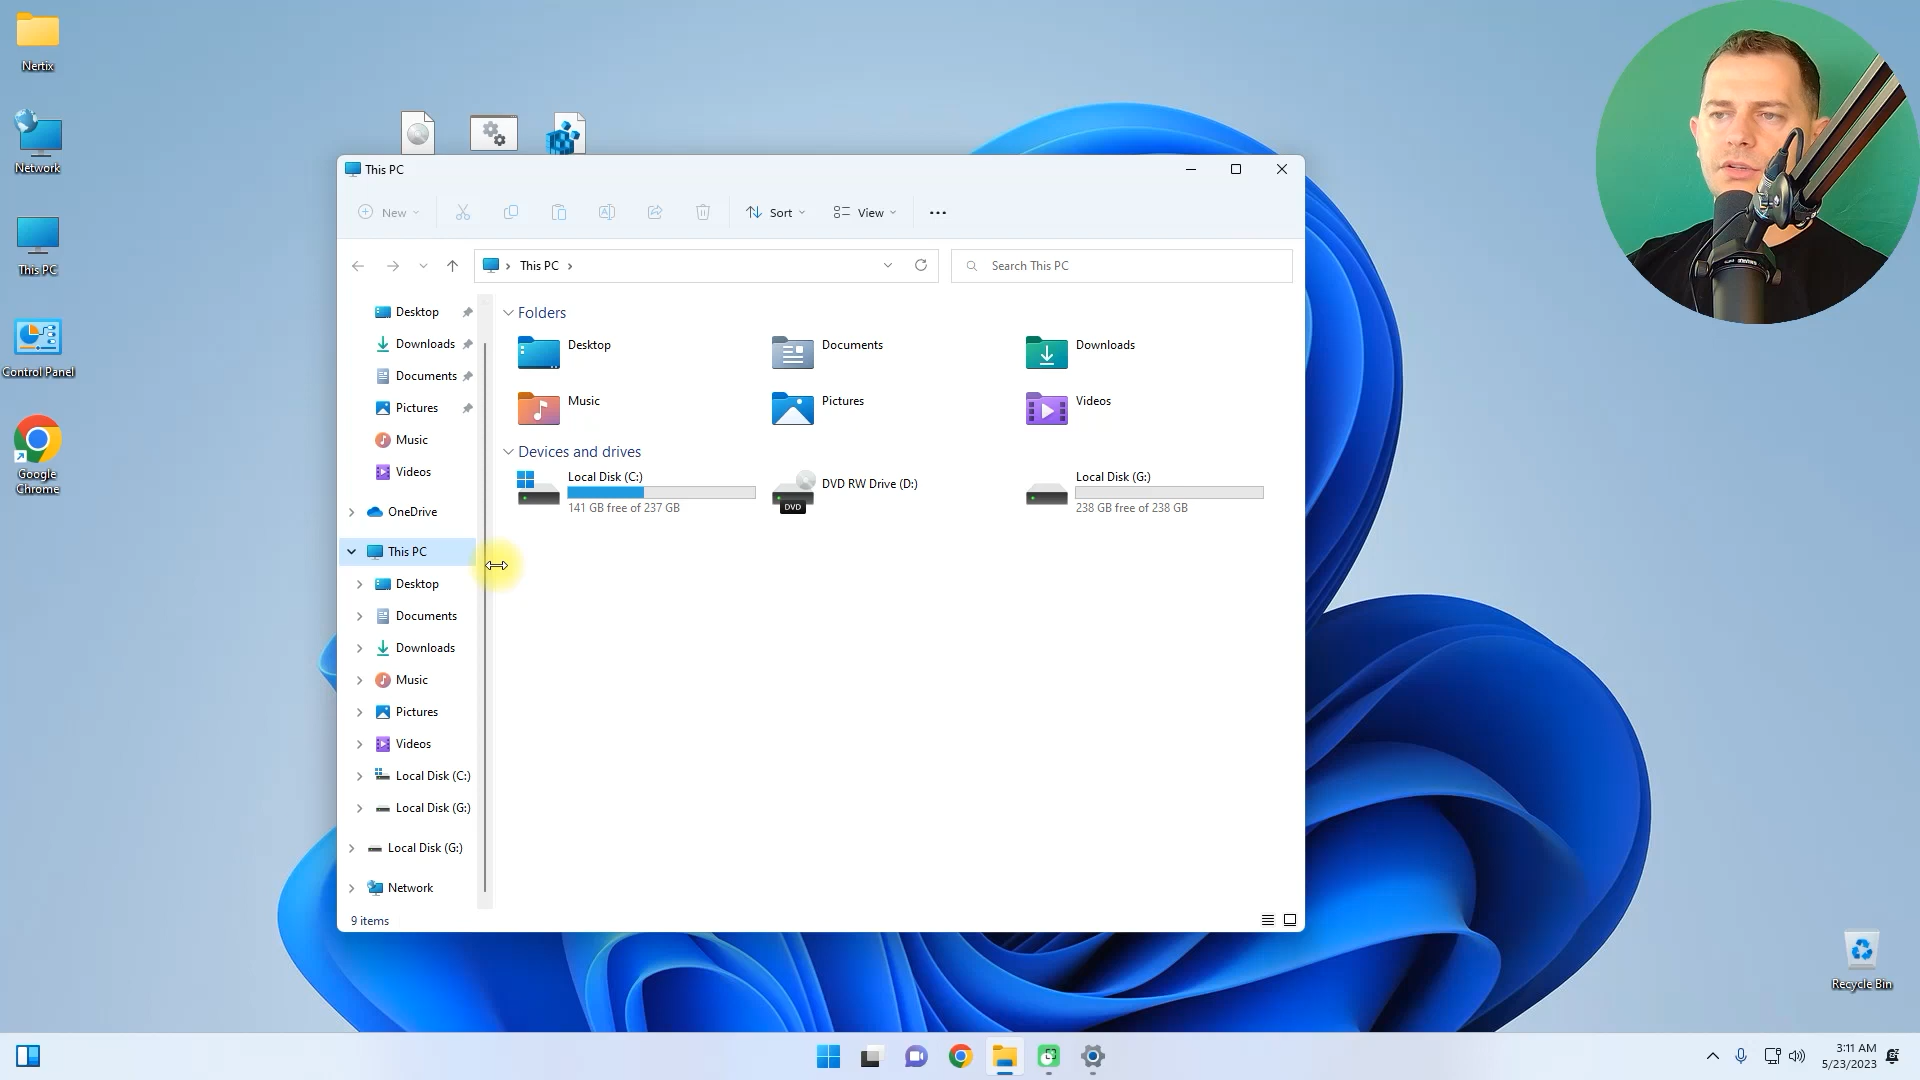 Nertix
Network
This PC
Control Panel
Google
Chrome
This PC
New
Sort
View
This PC
Search This PC
Desktop
Downloads
Documents
Pictures
Music
Videos
OneDrive
This PC
Desktop
Documents
Downloads
Music
Pictures
Videos
Local Disk (C:)
Local Disk (G:)
Local Disk (G:)
Network
Folders
Desktop
Documents
Downloads
Music
Pictures
Videos
Devices and drives
Local Disk (C:)
141 GB free of 237 GB
DVD RW Drive (D:)
DVD
Local Disk (G:)
238 GB free of 238 GB
9 items
Recycle Bin
3:11 AM
5/23/2023